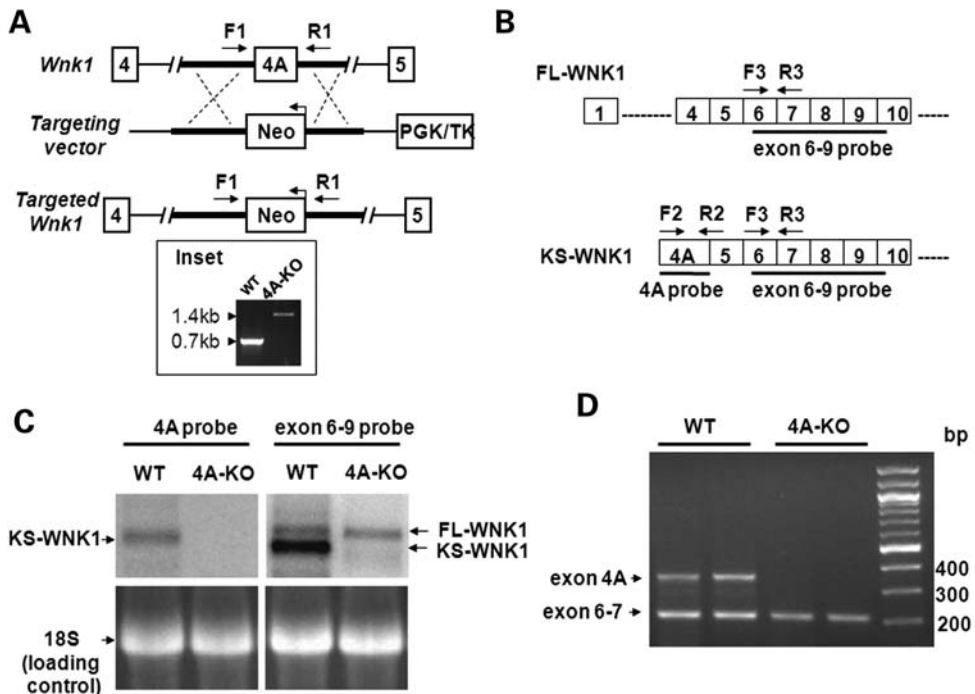 A
F1 R1
Wnk1 4 4A 5
Targeting vector Neo PGK/TK
F1 R1
Targeted Wnk1 4 Neo 5
Inset
WT 4A-KO
1.4kb
0.7kb
B
FL-WNK1
F3 R3
1 4 5 6 7 8 9 10
exon 6-9 probe
F2 R2 F3 R3
KS-WNK1 4A 5 6 7 8 9 10
4A probe exon 6-9 probe
C
4A probe exon 6-9 probe
WT 4A-KO WT 4A-KO
KS-WNK1
FL-WNK1
KS-WNK1
18S
(loading
control)
D
WT 4A-KO bp
exon 4A
exon 6-7
400
300
200